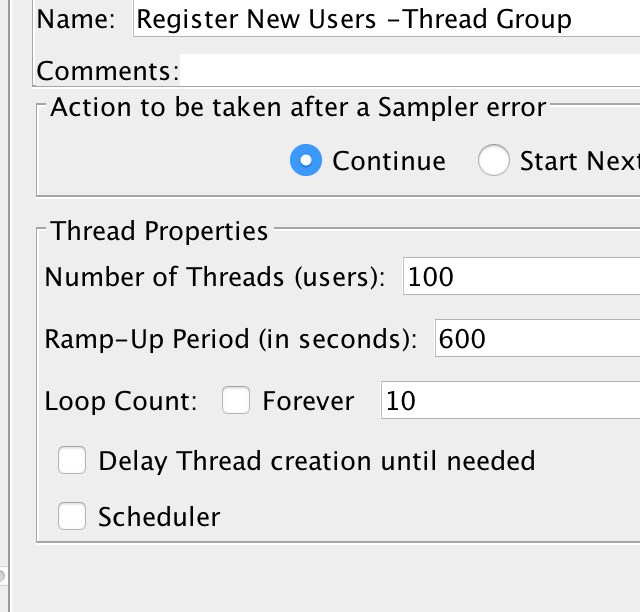 Name: Register New Users -Thread Group
Comments:
Action to be taken after a Sampler error
Continue Start Next
Thread Properties
Number of Threads (users): 100
Ramp-Up Period (in seconds): 600
Loop Count: Forever 10
Delay Thread creation until needed
Scheduler